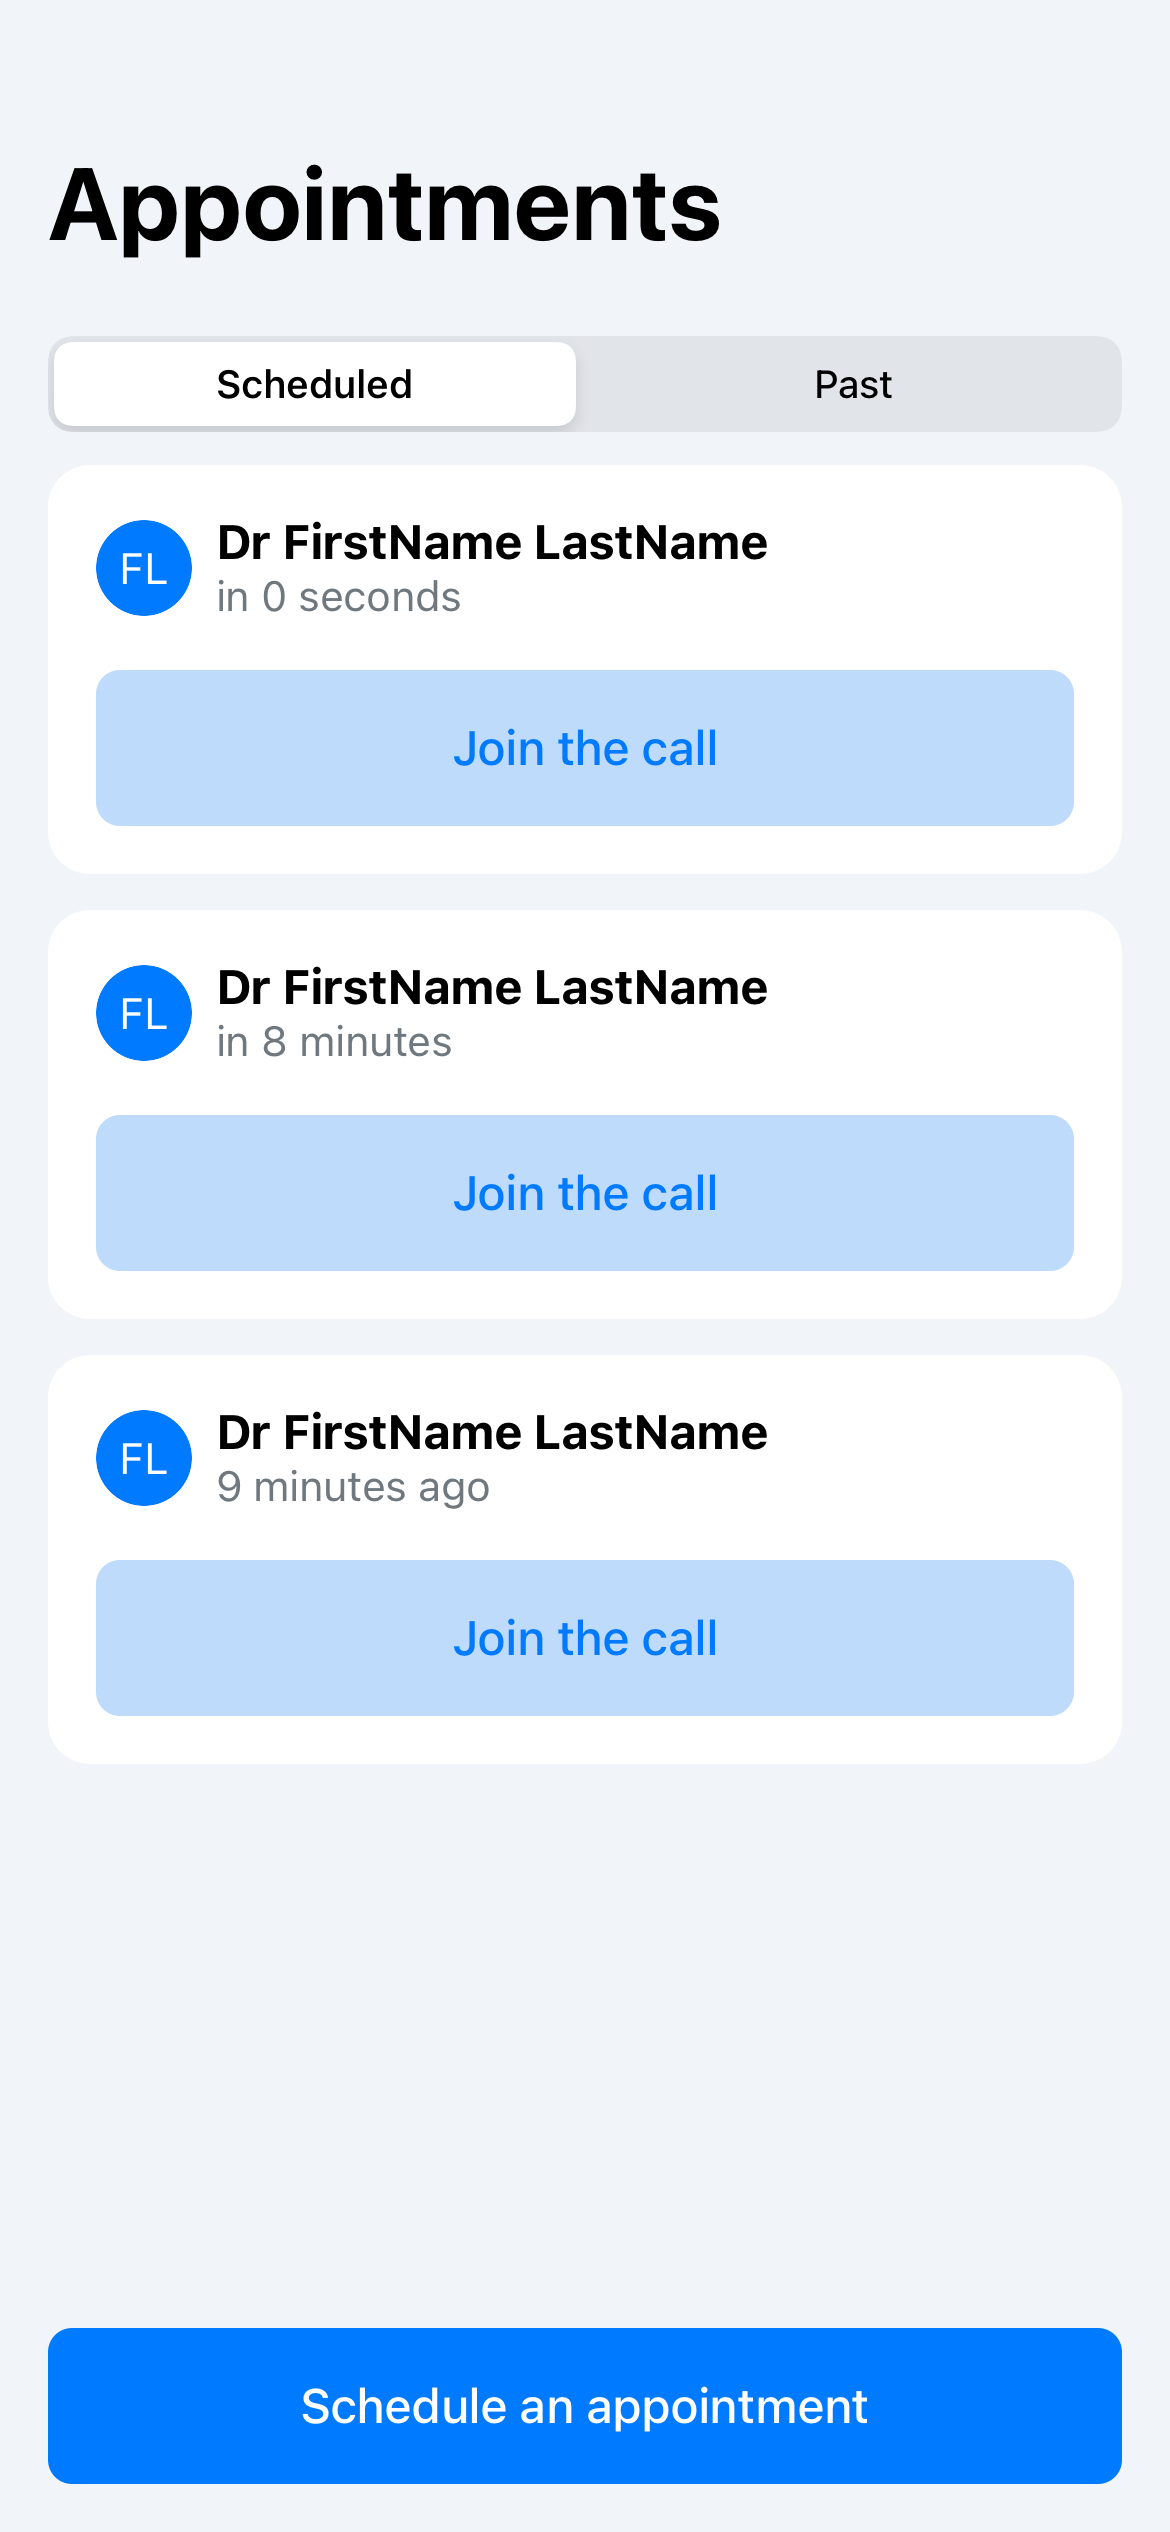 Appointments
Scheduled
Past
FL
Dr FirstName LastName
in 0 seconds
Join the call
FL
Dr FirstName LastName
in 8 minutes
Join the call
FL
Dr FirstName LastName
9 minutes ago
Join the call
Schedule an appointment